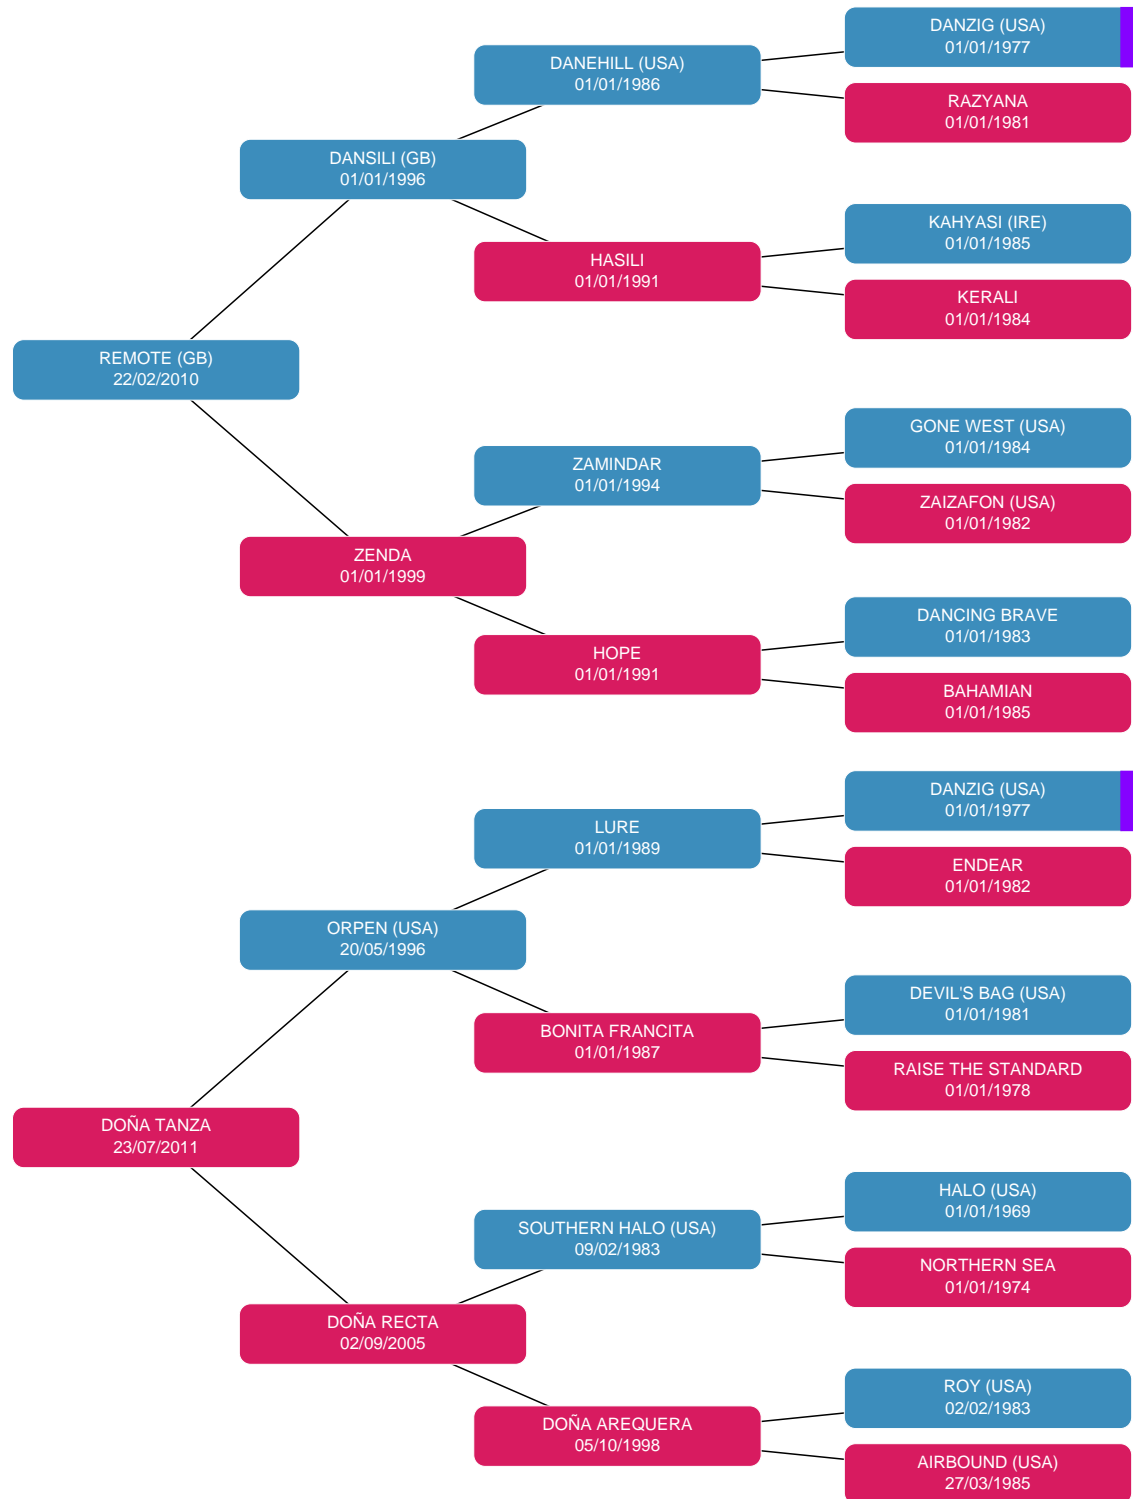 DANZIG (USA)
01/01/1977
DANEHILL (USA)
01/01/1986
RAZYANA
01/01/1981
DANSILI (GB)
01/01/1996
KAHYASI (IRE)
01/01/1985
HASILI
01/01/1991
KERALI
01/01/1984
REMOTE (GB)
22/02/2010
GONE WEST (USA)
01/01/1984
ZAMINDAR
01/01/1994
ZAIZAFON (USA)
01/01/1982
ZENDA
01/01/1999
DANCING BRAVE
01/01/1983
HOPE
01/01/1991
BAHAMIAN
01/01/1985
DANZIG (USA)
01/01/1977
LURE
01/01/1989
ENDEAR
01/01/1982
ORPEN (USA)
20/05/1996
DEVIL'S BAG (USA)
01/01/1981
BONITA FRANCITA
01/01/1987
RAISE THE STANDARD
01/01/1978
DOÑA TANZA
23/07/2011
HALO (USA)
01/01/1969
SOUTHERN HALO (USA)
09/02/1983
NORTHERN SEA
01/01/1974
DOÑA RECTA
02/09/2005
ROY (USA)
02/02/1983
DOÑA AREQUERA
05/10/1998
AIRBOUND (USA)
27/03/1985